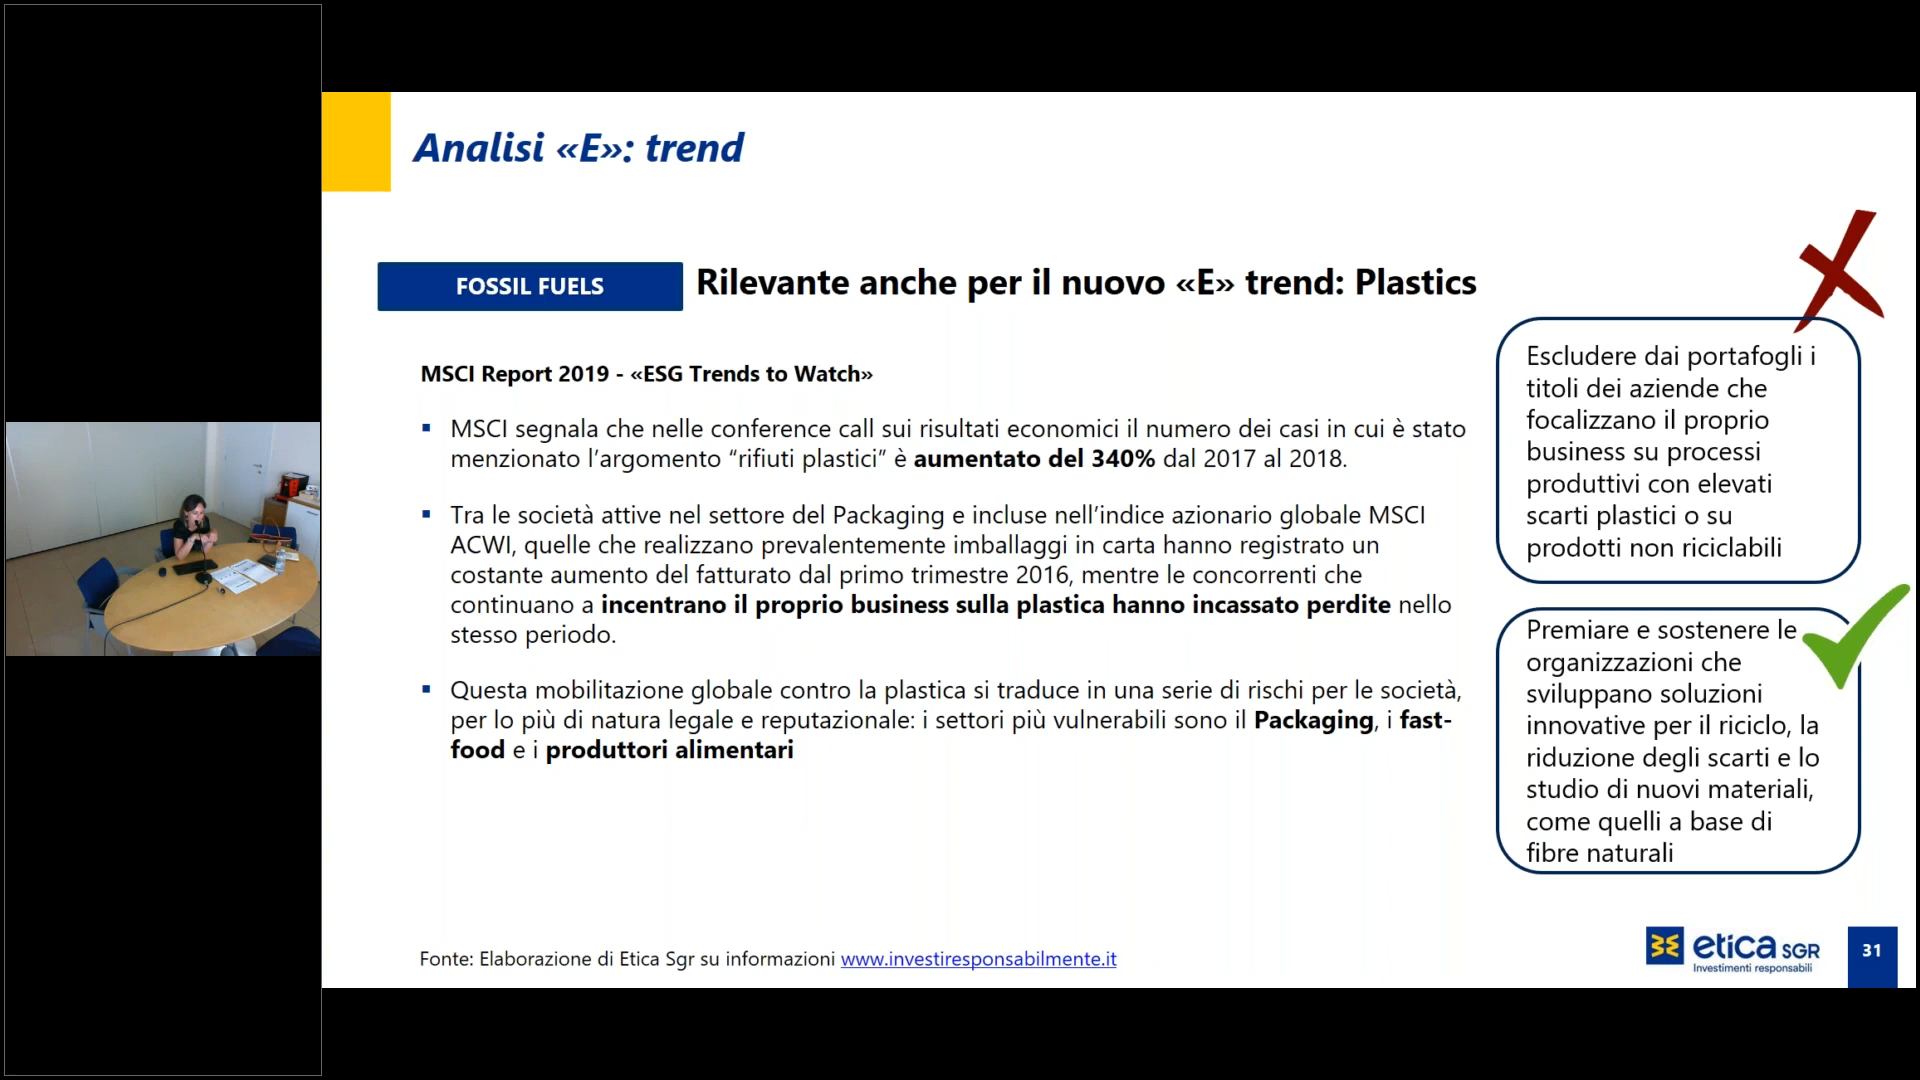 Analisi «E»: trend
FOSSIL FUELS
Rilevante anche per il nuovo «E» trend: Plastics
MSCI Report 2019 - «ESG Trends to Watch»
▪ MSCI segnala che nelle conference call sui risultati economici il numero dei casi in cui è stato
menzionato l’argomento “rifiuti plastici” è aumentato del 340% dal 2017 al 2018.
▪ Tra le società attive nel settore del Packaging e incluse nell’indice azionario globale MSCI
ACWI, quelle che realizzano prevalentemente imballaggi in carta hanno registrato un
costante aumento del fatturato dal primo trimestre 2016, mentre le concorrenti che
continuano a incentrano il proprio business sulla plastica hanno incassato perdite nello
stesso periodo.
▪ Questa mobilitazione globale contro la plastica si traduce in una serie di rischi per le società,
per lo più di natura legale e reputazionale: i settori più vulnerabili sono il Packaging, i fast-
food e i produttori alimentari
Escludere dai portafogli i
titoli dei aziende che
focalizzano il proprio
business su processi
produttivi con elevati
scarti plastici o su
prodotti non riciclabili
Premiare e sostenere le
organizzazioni che
sviluppano soluzioni
innovative per il riciclo, la
riduzione degli scarti e lo
studio di nuovi materiali,
come quelli a base di
fibre naturali
Fonte: Elaborazione di Etica Sgr su informazioni www.investiresponsabilmente.it
etica SGR
Investimenti responsabili
31